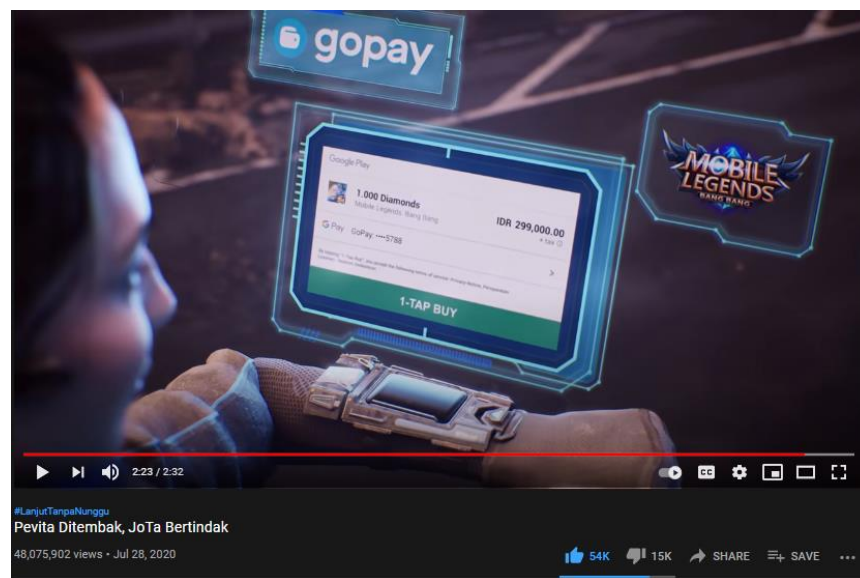 gopay
MOBILE
LEGENDS
BANG BANG
Google Play
1.000 Diamonds
Mobile Legends: Bang Bang
IDR 299,000.00
+ tax
G Pay GoPay: ----5788
1-TAP BUY
2:23 / 2:32
CC
#LanjutTanpaNunggu
Pevita Ditembak, JoTa Bertindak
48,075,902 views • Jul 28, 2020
54K
15K
SHARE
SAVE